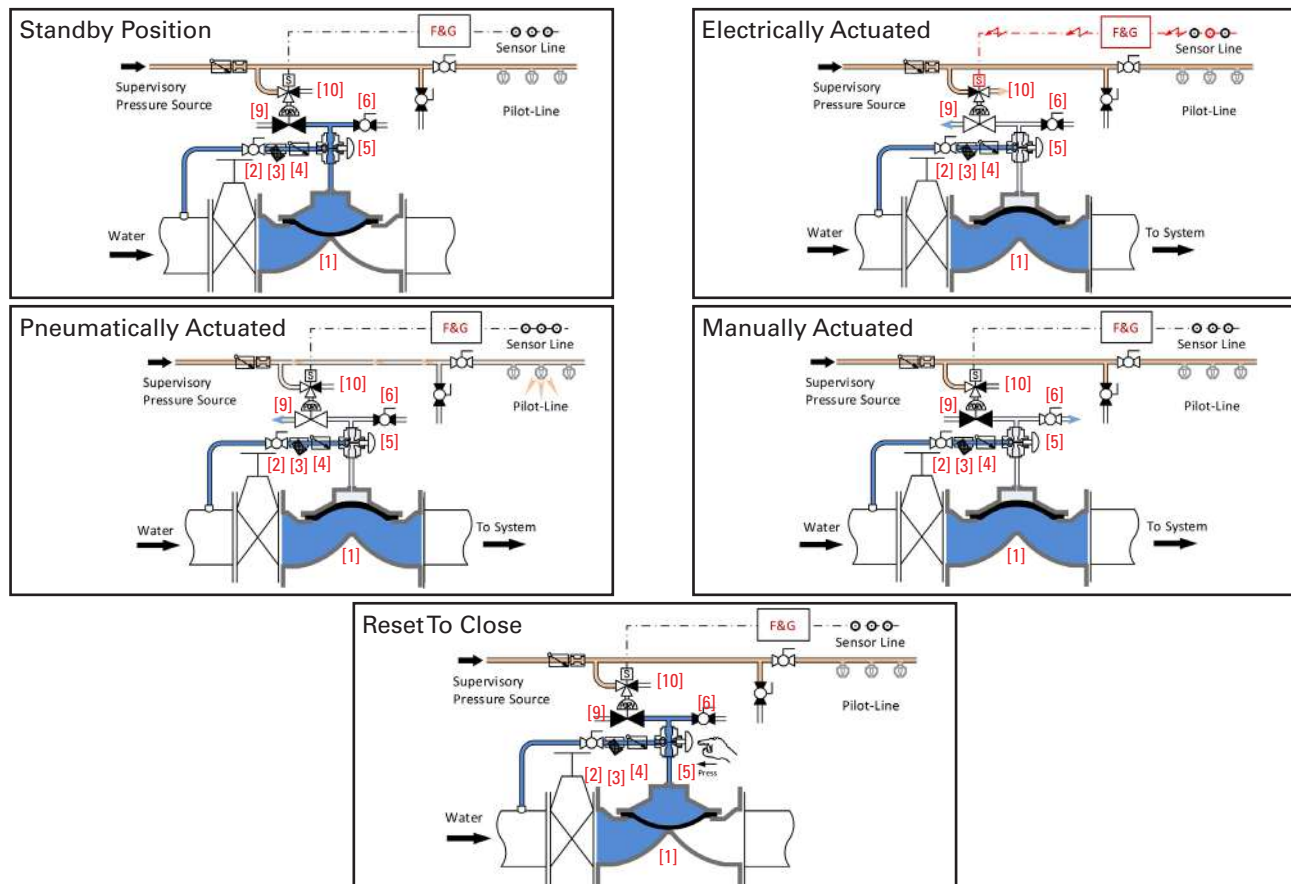 Standby Position
F&G
Sensor Line
S
Supervisory
Pressure Source
[10]
[9]
[6]
Pilot-Line
[5]
[2] [3] [4]
Water
[1]
Electrically Actuated
F&G
Sensor Line
S
Supervisory
Pressure Source
[10]
[9]
[6]
Pilot-Line
[5]
[2] [3] [4]
Water
To System
[1]
Pneumatically Actuated
F&G
Sensor Line
S
Supervisory
Pressure Source
[10]
[9]
[6]
Pilot-Line
[5]
[2] [3] [4]
Water
To System
[1]
Manually Actuated
F&G
Sensor Line
S
Supervisory
Pressure Source
[10]
[9]
[6]
Pilot-Line
[5]
[2] [3] [4]
Water
To System
[1]
Reset To Close
F&G
Sensor Line
S
Supervisory
Pressure Source
[10]
[9]
[6]
Pilot-Line
[2] [3] [4]
[5]
Press
Water
[1]